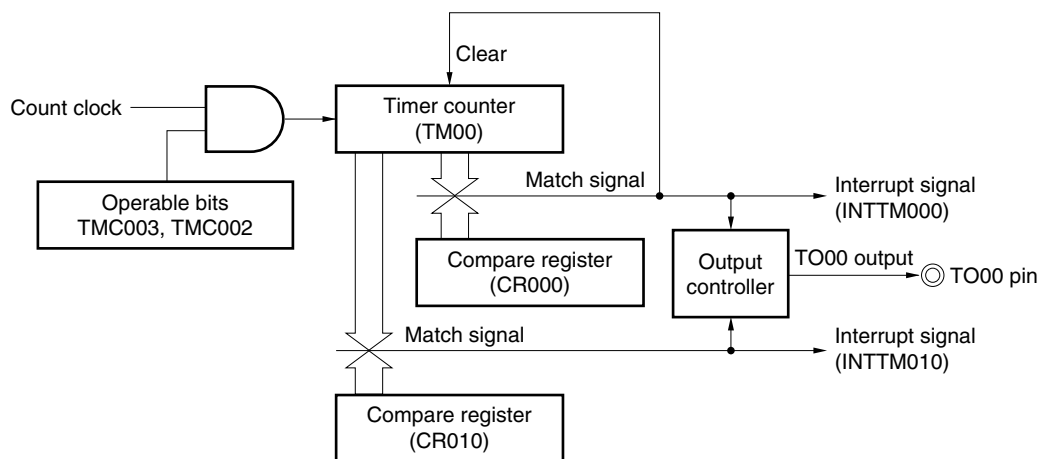 Clear
Count clock
Timer counter
(TM00)
Operable bits
TMC003, TMC002
Match signal
Interrupt signal
(INTTM000)
Compare register
(CR000)
Output
controller
TO00 output
TO00 pin
Match signal
Interrupt signal
(INTTM010)
Compare register
(CR010)